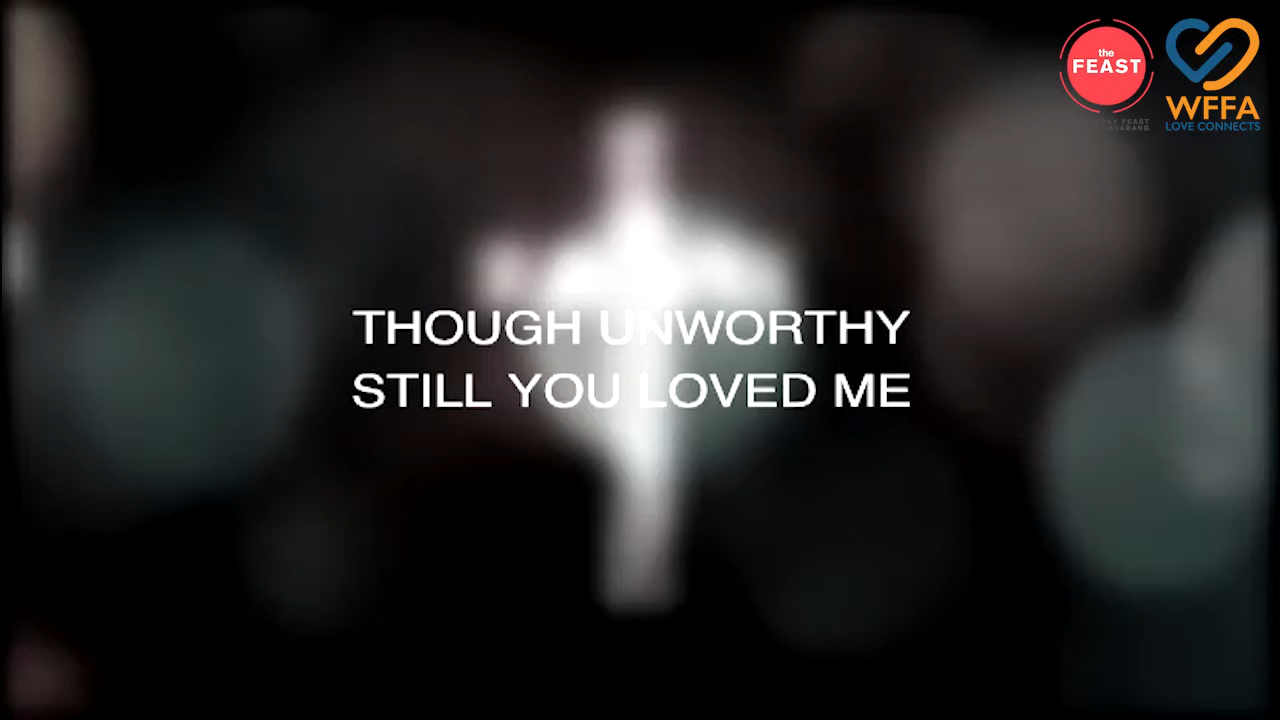 the
FEAST
WFFA
LOVE CONNECTS
THOUGH UNWORTHY
STILL YOU LOVED ME